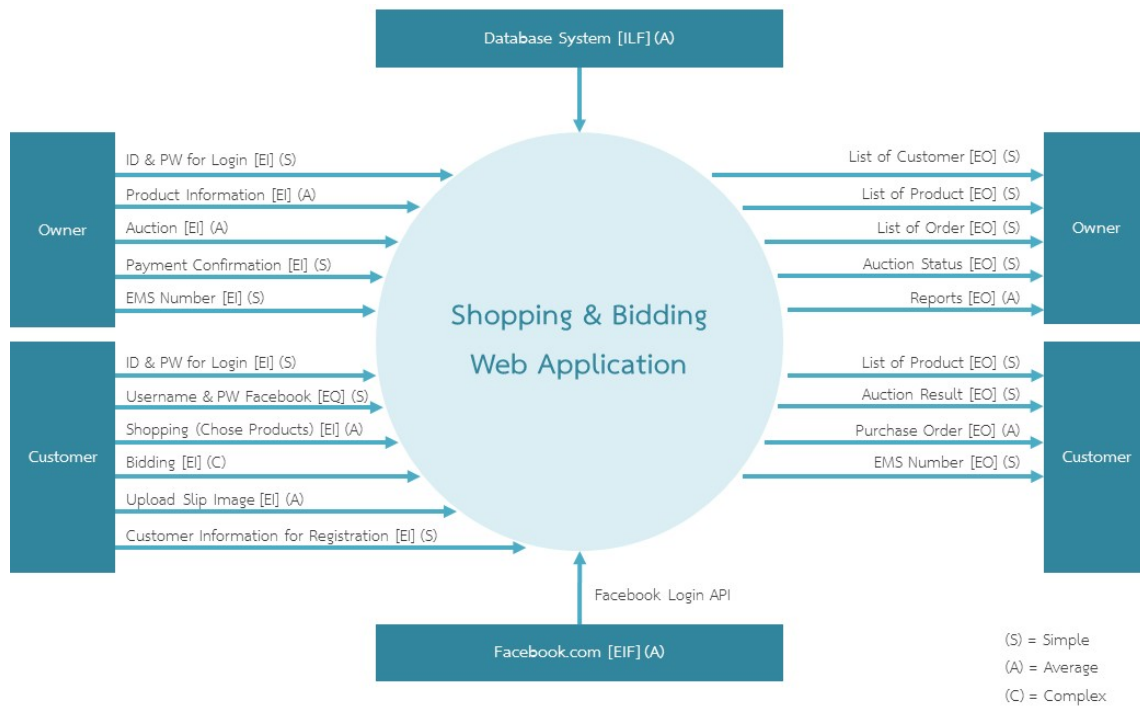 Database System [ILF] (A)
Owner
ID & PW for Login [EI] (S)
Product Information [EI] (A)
Auction [EI] (A)
Payment Confirmation [EI] (S)
EMS Number [EI] (S)
Customer
ID & PW for Login [EI] (S)
Username & PW Facebook [EQ] (S)
Shopping (Chose Products) [EI] (A)
Bidding [EI] (C)
Upload Slip Image [EI] (A)
Customer Information for Registration [EI] (S)
Shopping & Bidding
Web Application
List of Customer [EO] (S)
List of Product [EO] (S)
List of Order [EO] (S)
Auction Status [EO] (S)
Reports [EO] (A)
Owner
List of Product [EO] (S)
Auction Result [EO] (S)
Purchase Order [EO] (A)
EMS Number [EO] (S)
Customer
Facebook Login API
Facebook.com [EIF] (A)
(S) = Simple
(A) = Average
(C) = Complex